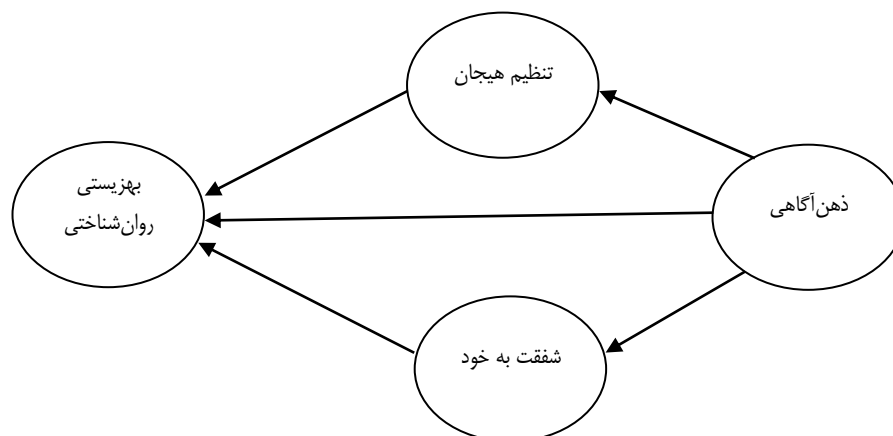 تنظیم هیجان
ذهن‌آگاهی
بهزیستی
روان‌شناختی
شفقت به خود